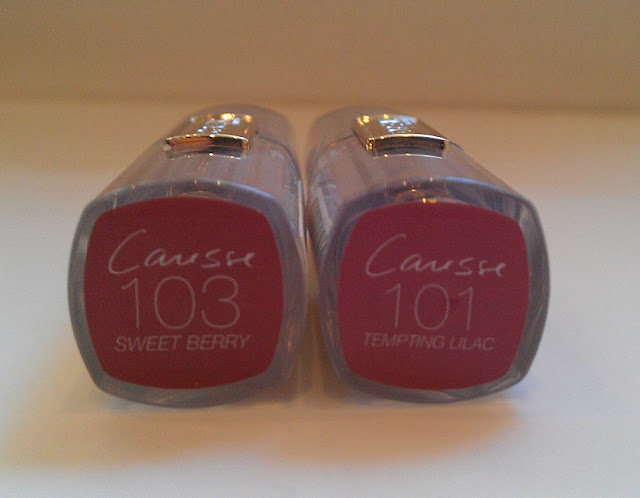 Caresse
103
SWEET BERRY
Caresse
101
TEMPTING LILAC